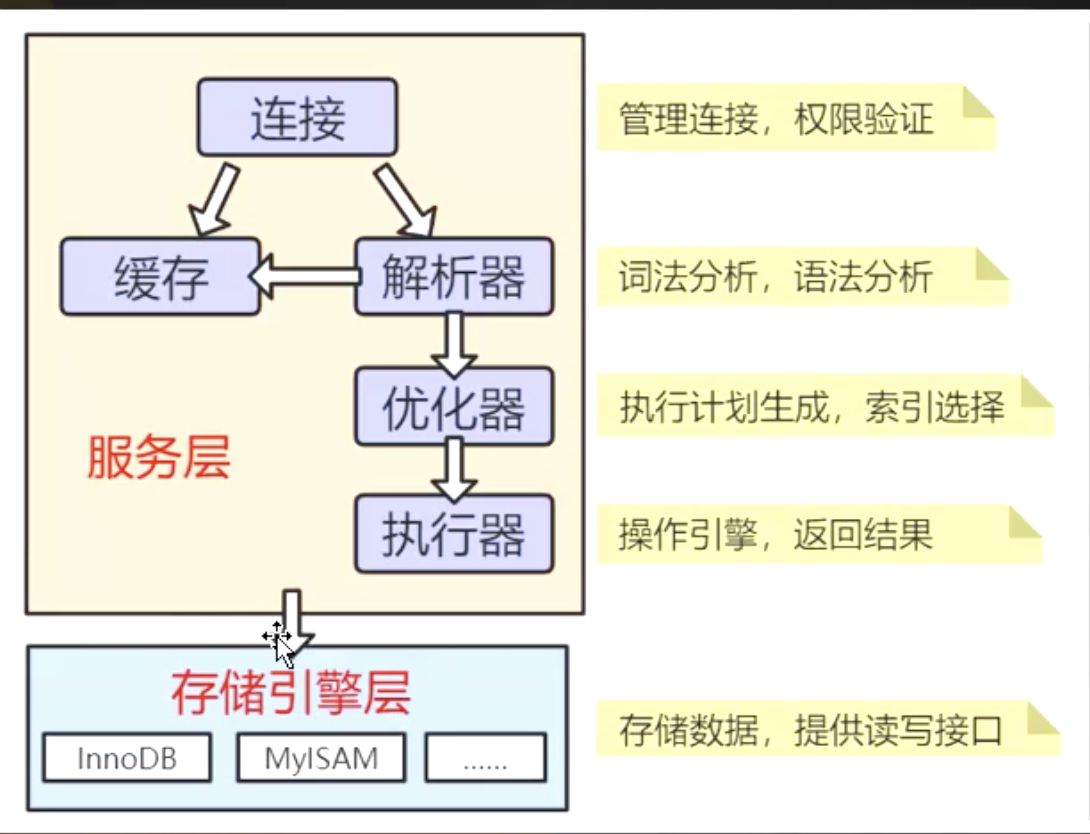 连接
管理连接，权限验证
缓存
解析器
词法分析，语法分析
优化器
执行计划生成，索引选择
服务层
执行器
操作引擎，返回结果
存储引擎层
InnoDB
MyISAM
......
存储数据，提供读写接口